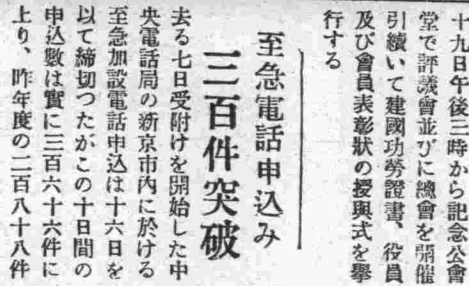 十九日午後三時から記念公會
堂で評議會並びに總會を開催
引續いて建國功勞證書、役員
及び會員表彰狀の授與式を擧
行する
至急電話申込み
三百件突破
去る七日受附けを開始した中
央電話局の新京市內に於ける
至急加設電話申込は十六日を
以て締切つたがこの十日間の
申込數は實に三百六十六件に
上り、昨年度の二百八十八件